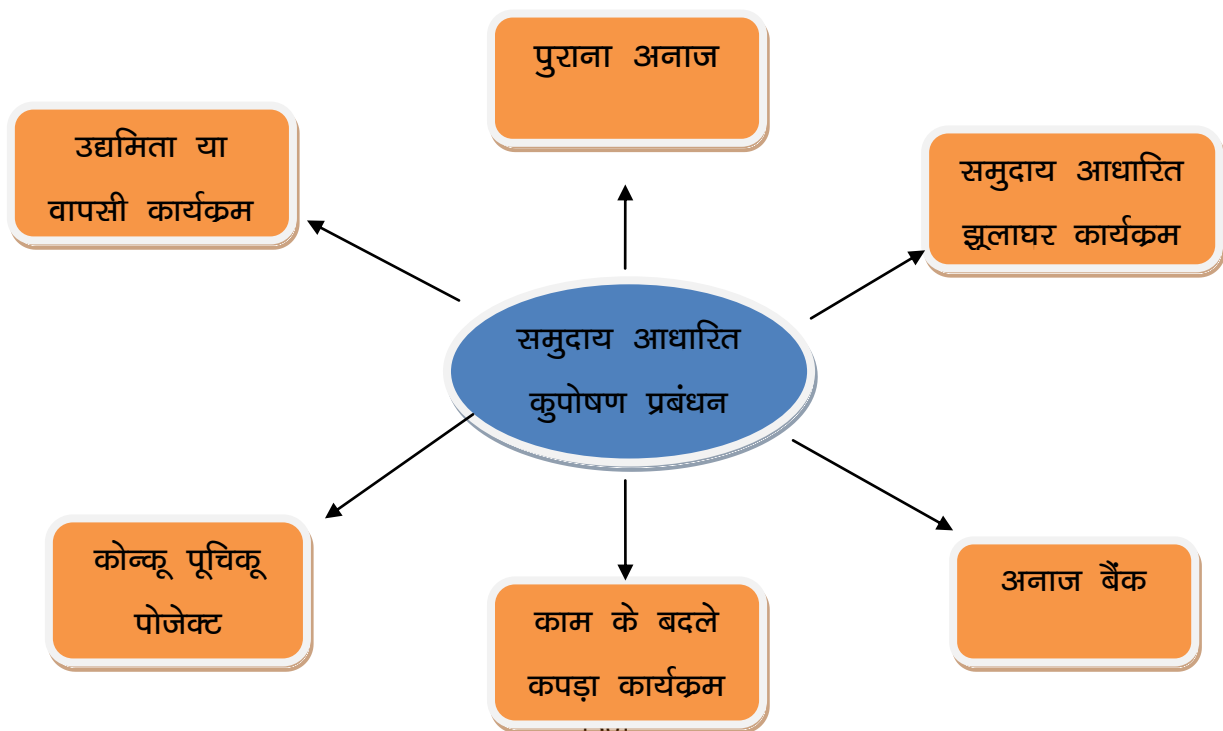 पुराना अनाज
उद्यमिता या
वापसी कार्यक्रम
समुदाय आधारित
झूलाघर कार्यक्रम
समुदाय आधारित
कुपोषण प्रबंधन
कोन्कू पूचिकू
पोजेक्ट
काम के बदले
कपड़ा कार्यक्रम
अनाज बैंक